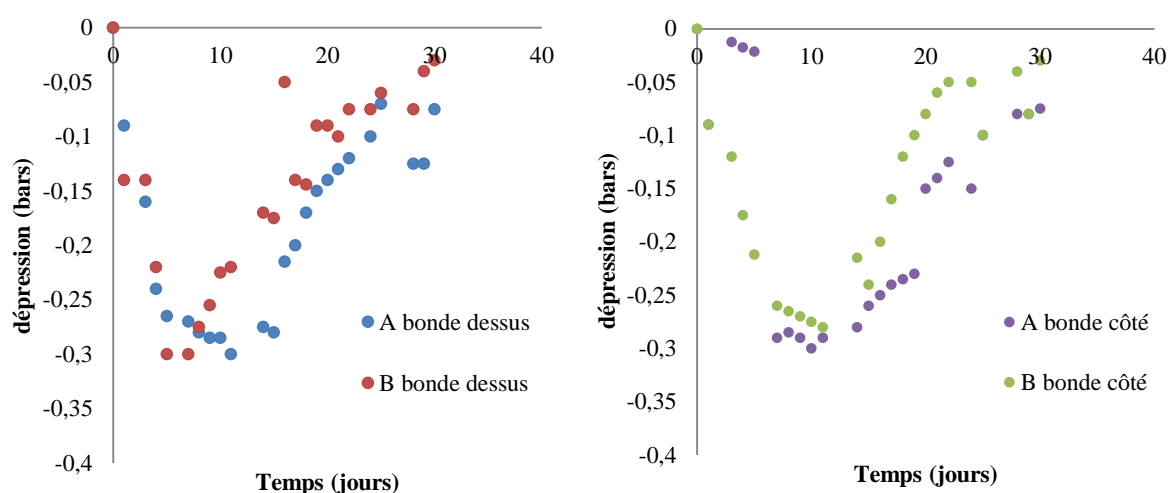 0
-0,05
-0,1
-0,15
-0,2
-0,25
-0,3
-0,35
-0,4
0 10 20 30 40
dépression (bars)
Temps (jours)
A bonde dessus
B bonde dessus
0
-0,05
-0,1
-0,15
-0,2
-0,25
-0,3
-0,35
-0,4
0 10 20 30 40
dépression (bars)
Temps (jours)
A bonde côté
B bonde côté